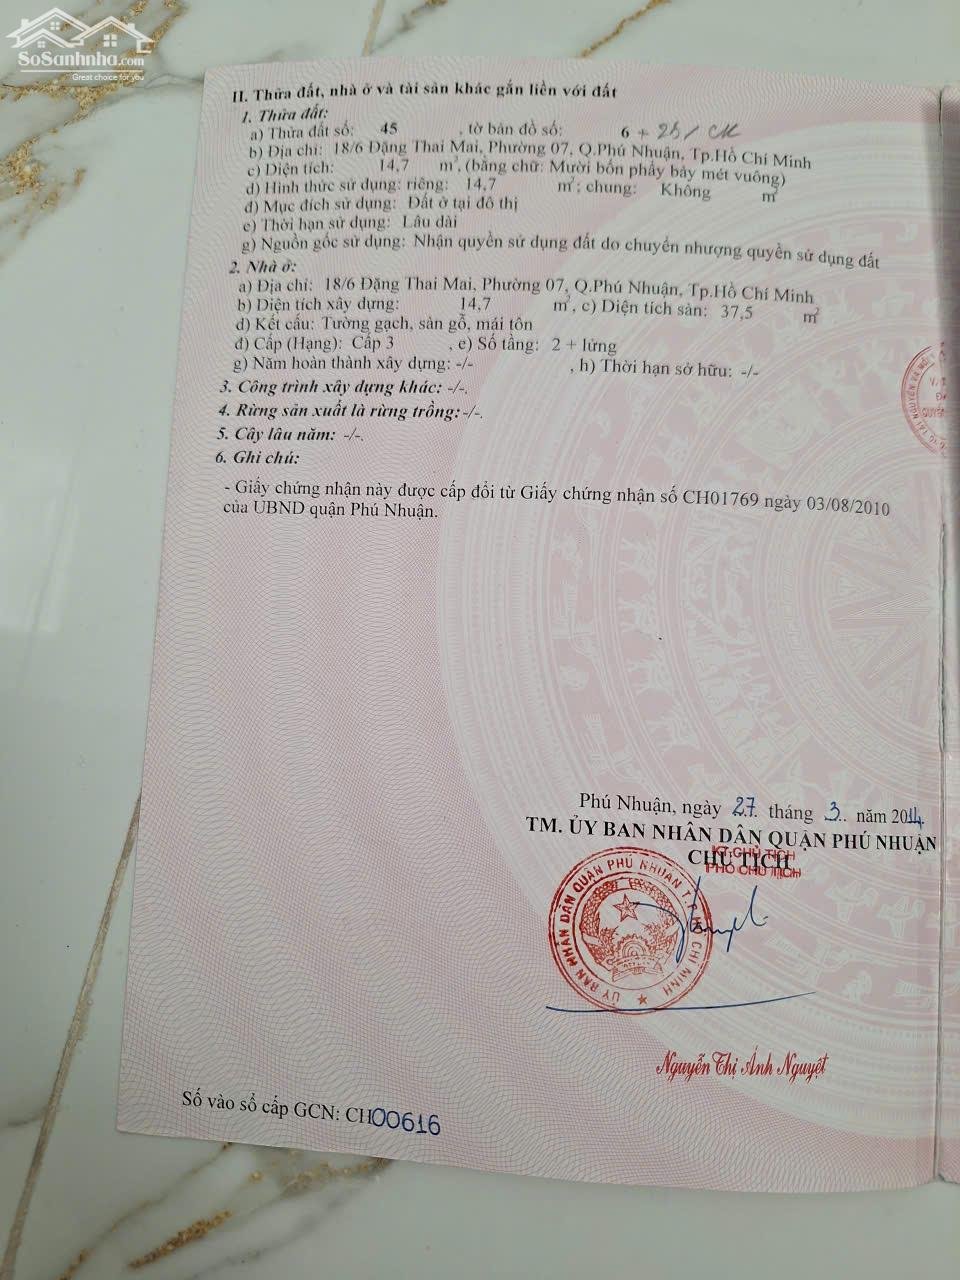 SoSanhnha.com
Great choice for you
II. Thửa đất, nhà ở và tài sản khác gắn liền với đất
1. Thửa đất:
a) Thửa đất số: 45 , tờ bản đồ số: 6
b) Địa chỉ: 18/6 Đặng Thai Mai, Phường 07, Q.Phú Nhuận, Tp.Hồ Chí Minh
c) Diện tích: 14,7 m², (bằng chữ: Mười bốn phẩy bảy mét vuông)
d) Hình thức sử dụng: riêng: 14,7 m²; chung: Không m²
đ) Mục đích sử dụng: Đất ở tại đô thị
e) Thời hạn sử dụng: Lâu dài
g) Nguồn gốc sử dụng: Nhận quyền sử dụng đất do chuyển nhượng quyền sử dụng đất
2. Nhà ở:
a) Địa chỉ: 18/6 Đặng Thai Mai, Phường 07, Q.Phú Nhuận, Tp.Hồ Chí Minh
b) Diện tích xây dựng: 14,7 m², c) Diện tích sàn: 37,5 m²
d) Kết cấu: Tường gạch, sàn gỗ, mái tôn
đ) Cấp (Hạng): Cấp 3 , e) Số tầng: 2 + lửng
g) Năm hoàn thành xây dựng: -/- , h) Thời hạn sở hữu: -/-
3. Công trình xây dựng khác: -/-.
4. Rừng sản xuất là rừng trồng: -/-.
5. Cây lâu năm: -/-.
6. Ghi chú:
- Giấy chứng nhận này được cấp đổi từ Giấy chứng nhận số CH01769 ngày 03/08/2010
của UBND quận Phú Nhuận.
Phú Nhuận, ngày 27 tháng 3 năm 2014
TM. ỦY BAN NHÂN DÂN QUẬN PHÚ NHUẬN
CHỦ TỊCH
KT.CHỦ TỊCH
PHÓ CHỦ TỊCH
ỦY BAN NHÂN DÂN QUẬN PHÚ NHUẬN T.P HỒ CHÍ MINH
Nguyễn Thị Ánh Nguyệt
Số vào sổ cấp GCN: CH00616